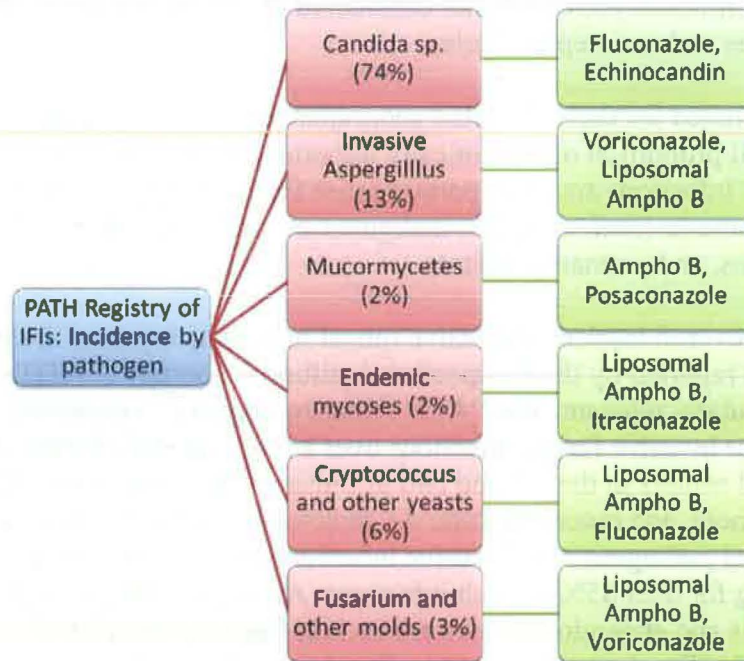 Candida sp.
(74%)
Fluconazole,
Echinocandin
Invasive
Aspergilllus
(13%)
Voriconazole,
Liposomal
Ampho B
Mucormycetes
(2%)
Ampho B,
Posaconazole
PATH Registry of
IFIs: Incidence by
pathogen
Endemic
mycoses (2%)
Liposomal
Ampho B,
Itraconazole
Cryptococcus
and other yeasts
(6%)
Liposomal
Ampho B,
Fluconazole
Fusarium and
other molds (3%)
Liposomal
Ampho B,
Voriconazole